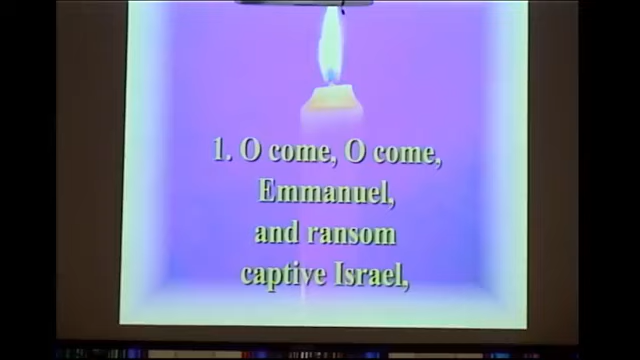 1. O come, O come,
Emmanuel,
and ransom
captive Israel,